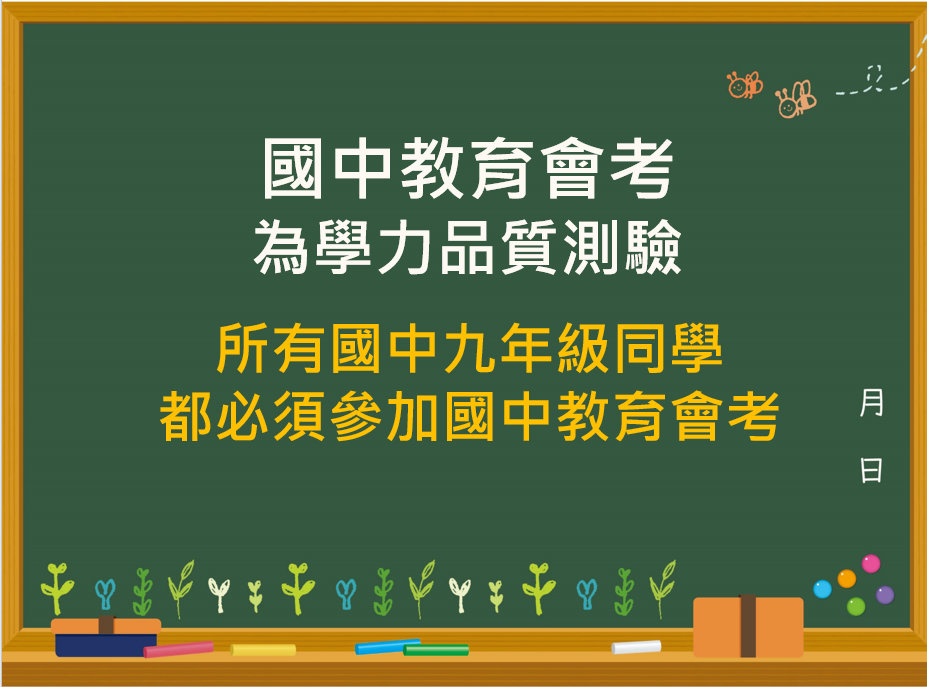 國中教育會考
為學力品質測驗
所有國中九年級同學
都必須參加國中教育會考
月
日